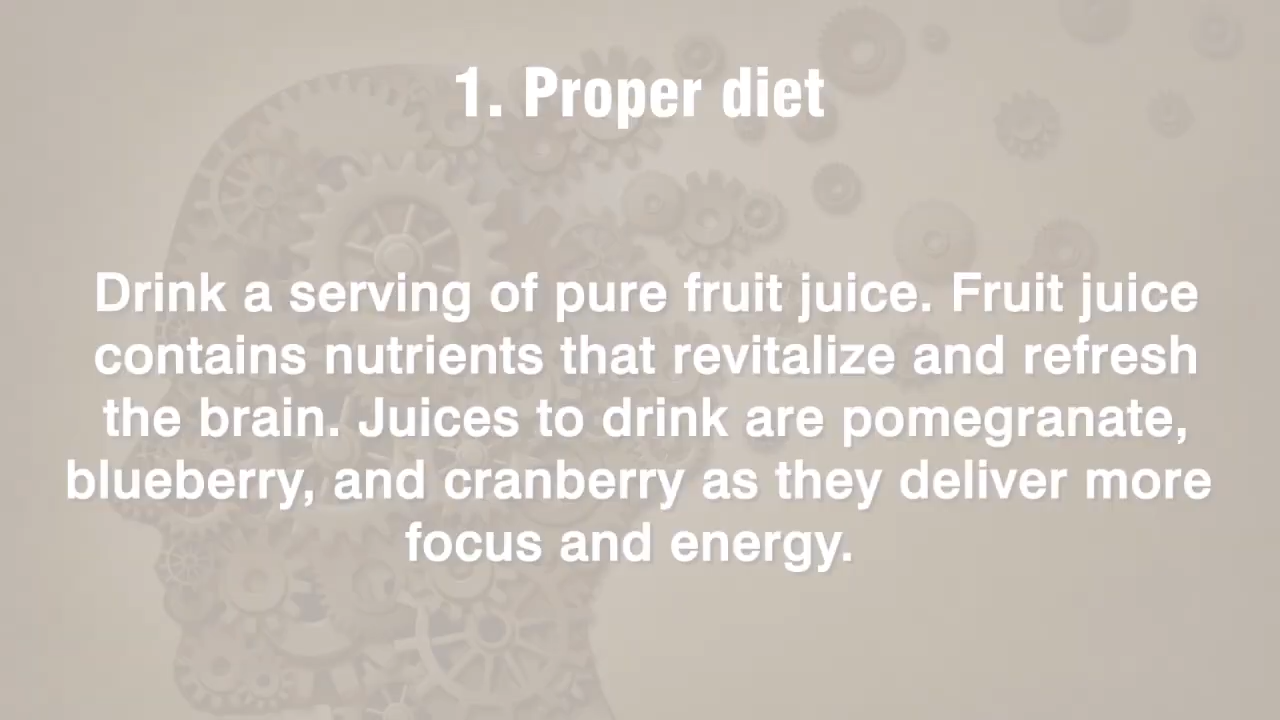 1. Proper diet
Drink a serving of pure fruit juice. Fruit juice
contains nutrients that revitalize and refresh
the brain. Juices to drink are pomegranate,
blueberry, and cranberry as they deliver more
focus and energy.